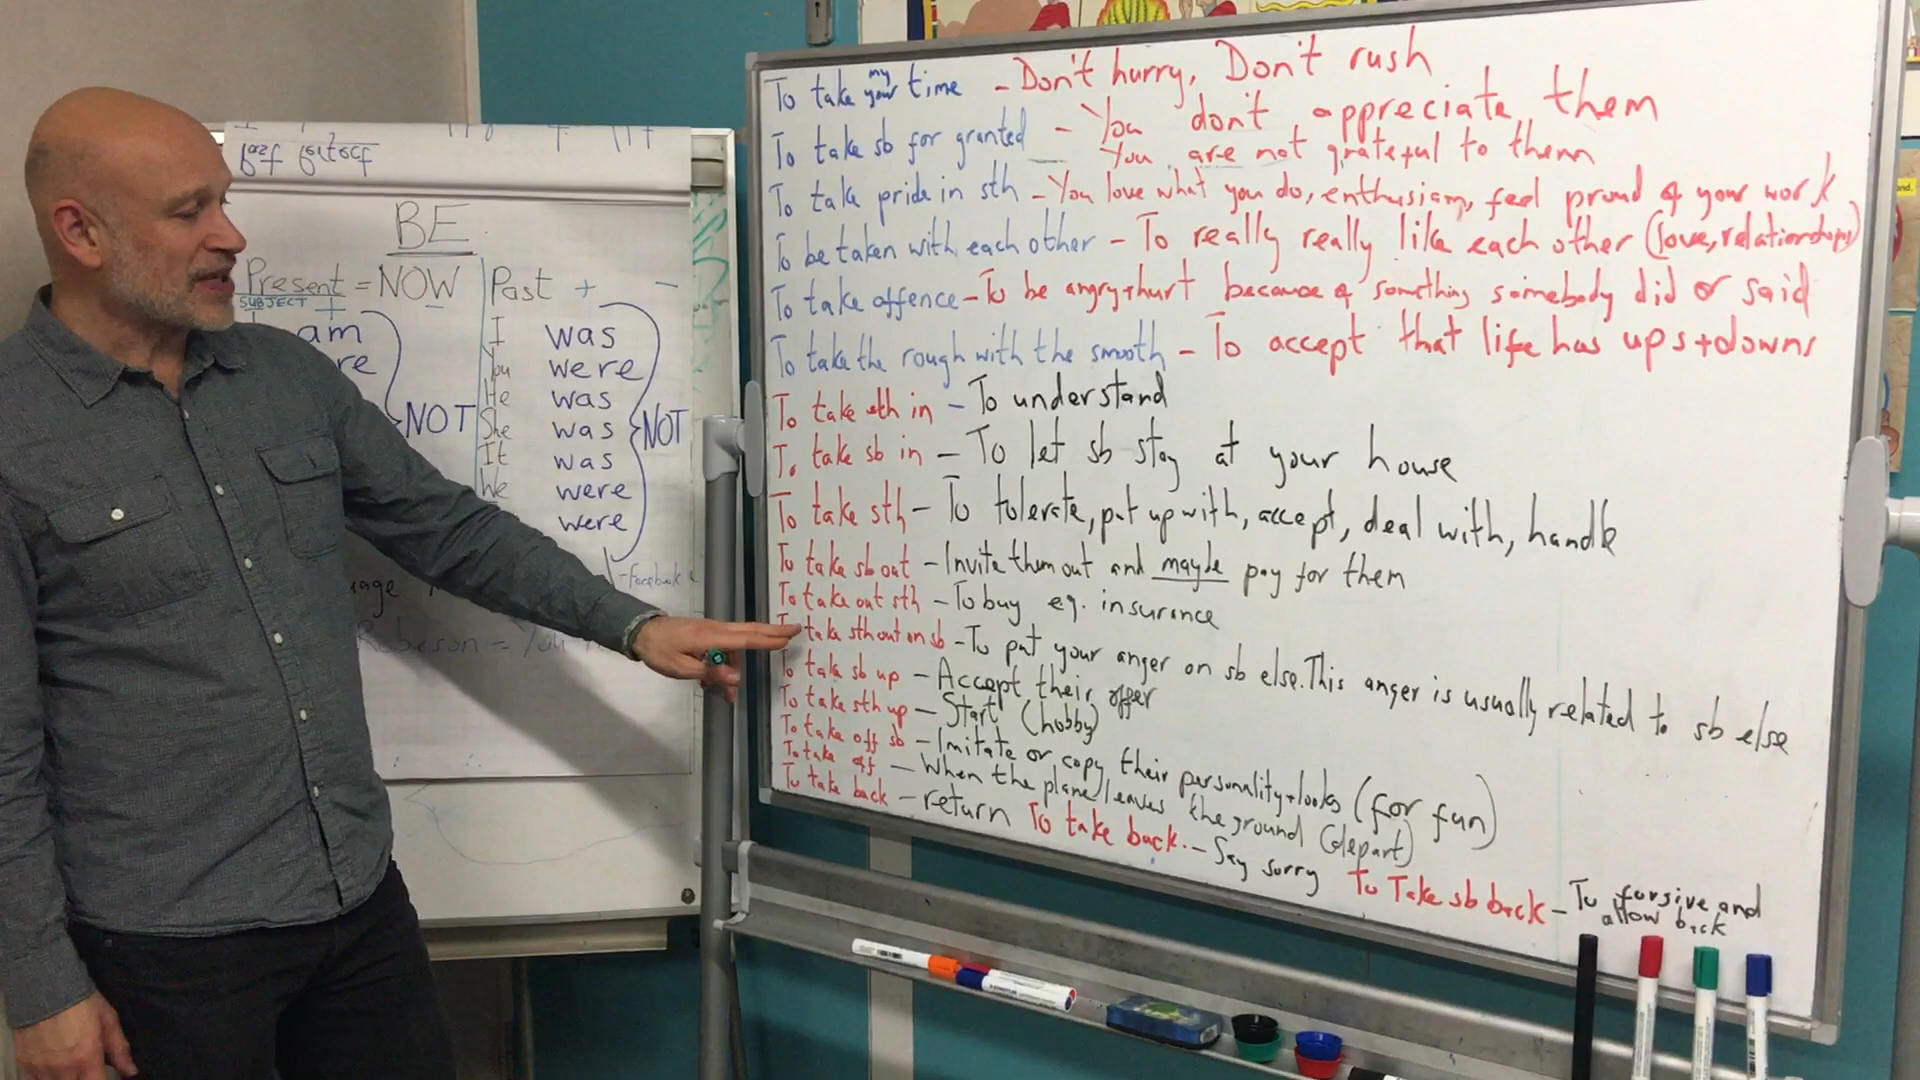 BE
Present = NOW
SUBJECT +
am
re
NOT
Past + -
I was
You were
He was
She was
It was
We were
were
NOT
- Facebook
Robeson - You
To take my your time - Don't hurry, Don't rush
To take sb for granted - You don't appreciate them
You are not grateful to them
To take pride in sth - You love what you do, enthusiasm, feel proud of your work
To be taken with each other - To really really like each other (love, relationships)
To take offence - To be angry + hurt because of something somebody did or said
To take the rough with the smooth - To accept that life has ups + downs
To take sth in - To understand
To take sb in - To let sb stay at your house
To take sth - To tolerate, put up with, accept, deal with, handle
To take sb out - Invite them out and maybe pay for them
To take out sth - To buy eg. insurance
To take sth out on sb - To put your anger on sb else. This anger is usually related to sb else
To take sb up - Accept their offer
To take sth up - Start (hobby)
To take off sb - Imitate or copy their personality + looks (for fun)
To take off - When the plane leaves the ground (depart)
To take back - return To take back. - Say sorry To Take sb back - To forgive and allow back